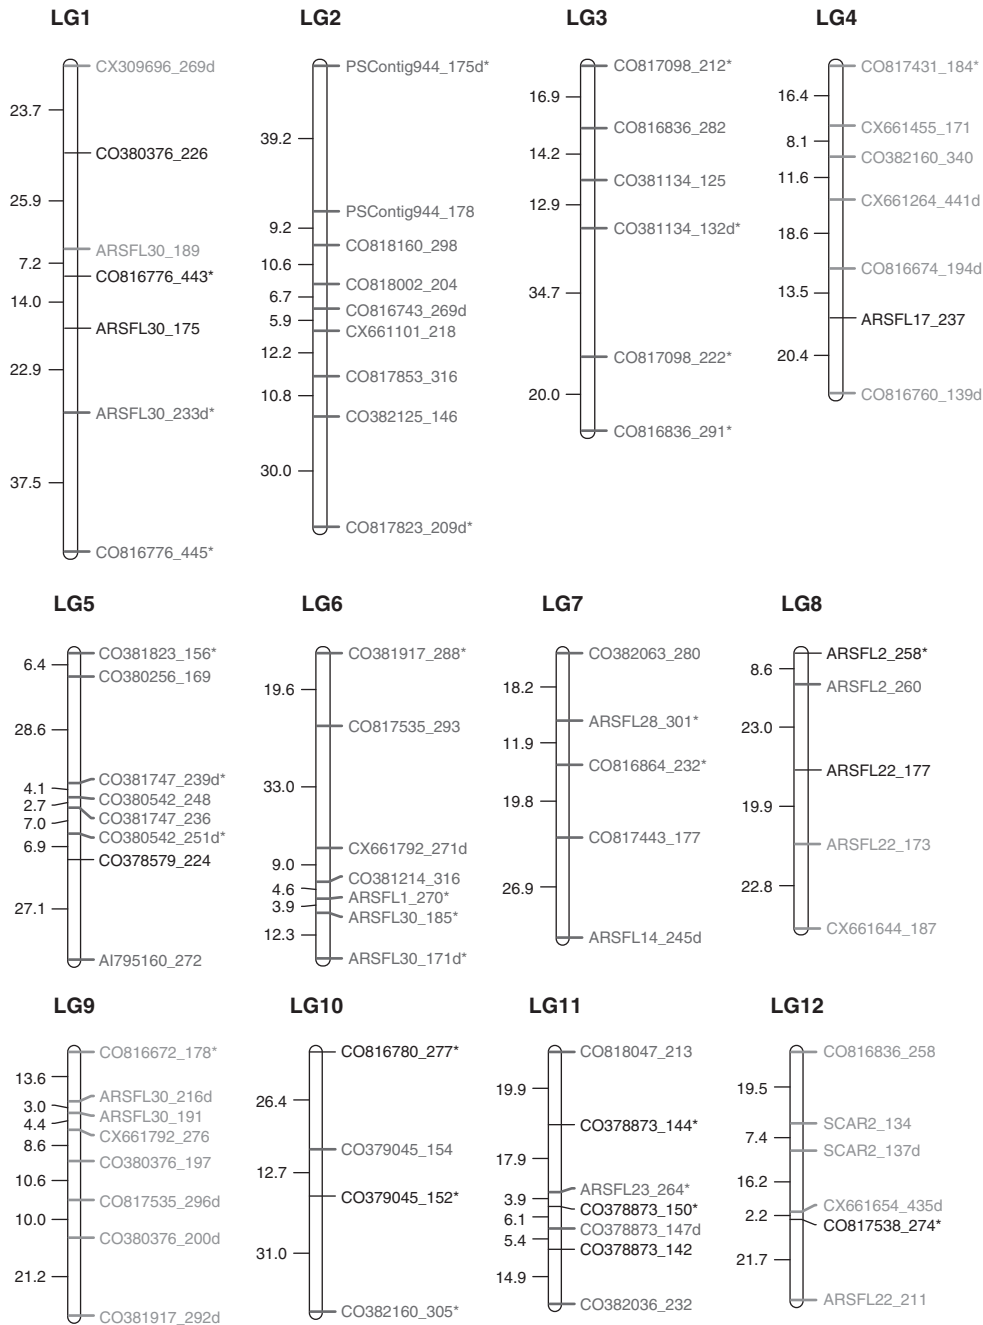 LG1
LG2
LG3
LG4
CX309696_269d
23.7
CO380376_226
25.9
ARSFL30_189
7.2
CO816776_443*
14.0
ARSFL30_175
22.9
ARSFL30_233d*
37.5
CO816776_445*
PSContig944_175d*
39.2
PSContig944_178
9.2
CO818160_298
10.6
CO818002_204
6.7
CO816743_269d
5.9
CX661101_218
12.2
CO817853_316
10.8
CO382125_146
30.0
CO817823_209d*
CO817098_212*
16.9
CO816836_282
14.2
CO381134_125
12.9
CO381134_132d*
34.7
CO817098_222*
20.0
CO816836_291*
CO817431_184*
16.4
CX661455_171
8.1
CO382160_340
11.6
CX661264_441d
18.6
CO816674_194d
13.5
ARSFL17_237
20.4
CO816760_139d
LG5
LG6
LG7
LG8
CO381823_156*
6.4
CO380256_169
28.6
CO381747_239d*
4.1
CO380542_248
2.7
CO381747_236
7.0
CO380542_251d*
6.9
CO378579_224
27.1
AI795160_272
CO381917_288*
19.6
CO817535_293
33.0
CX661792_271d
9.0
CO381214_316
4.6
ARSFL1_270*
3.9
ARSFL30_185*
12.3
ARSFL30_171d*
CO382063_280
18.2
ARSFL28_301*
11.9
CO816864_232*
19.8
CO817443_177
26.9
ARSFL14_245d
ARSFL2_258*
8.6
ARSFL2_260
23.0
ARSFL22_177
19.9
ARSFL22_173
22.8
CX661644_187
LG9
LG10
LG11
LG12
CO816672_178*
13.6
ARSFL30_216d
3.0
ARSFL30_191
4.4
CX661792_276
8.6
CO380376_197
10.6
CO817535_296d
10.0
CO380376_200d
21.2
CO381917_292d
CO816780_277*
26.4
CO379045_154
12.7
CO379045_152*
31.0
CO382160_305*
CO818047_213
19.9
CO378873_144*
17.9
ARSFL23_264*
3.9
CO378873_150*
6.1
CO378873_147d
5.4
CO378873_142
14.9
CO382036_232
CO816836_258
19.5
SCAR2_134
7.4
SCAR2_137d
16.2
CX661654_435d
2.2
CO817538_274*
21.7
ARSFL22_211